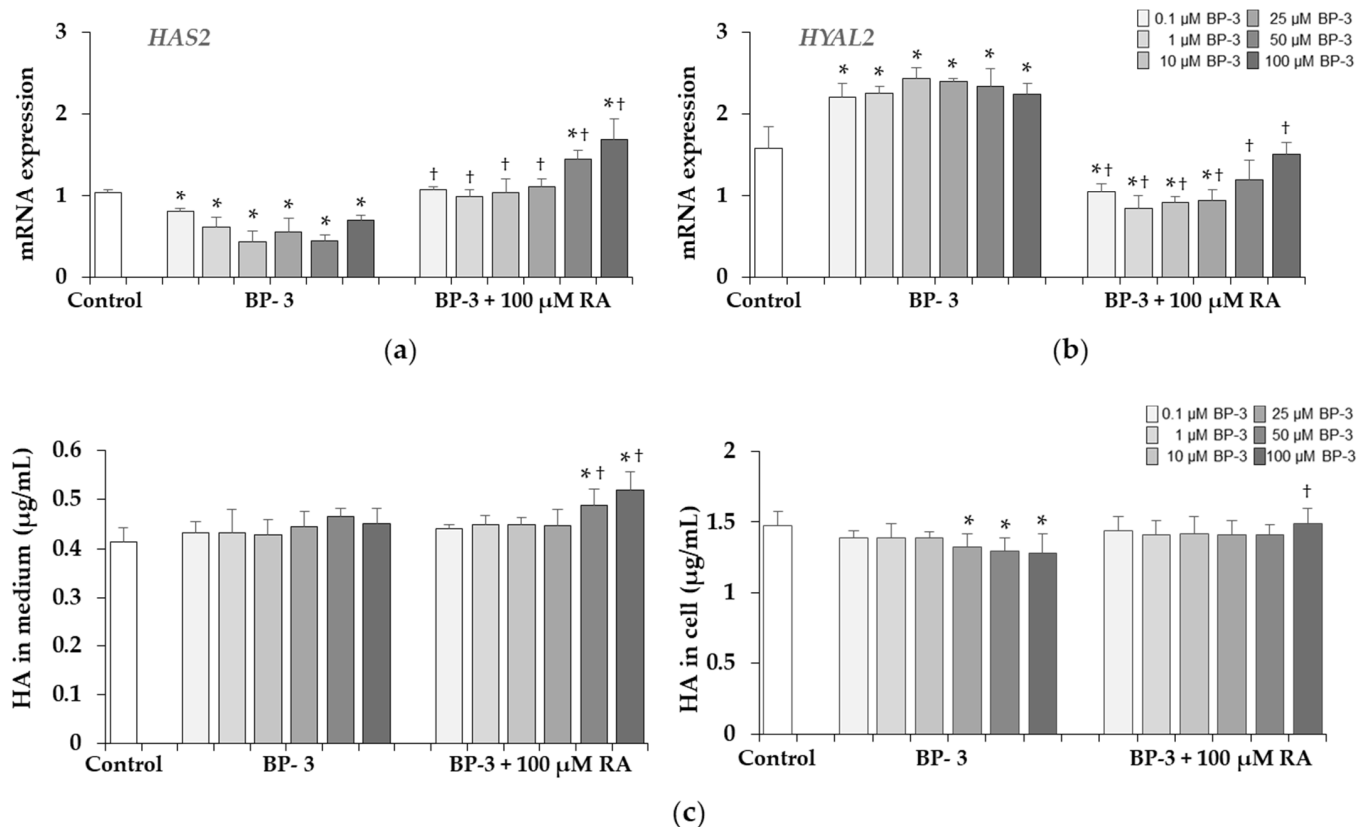 3
HAS2
2
1
0
mRNA expression
* * * * * *
† † † † *† *†
Control BP- 3 BP-3 + 100 μM RA
(a)
3
HYAL2
2
1
0
mRNA expression
0.1 μM BP-3 25 μM BP-3
1 μM BP-3 50 μM BP-3
10 μM BP-3 100 μM BP-3
* * * * * *
*† *† *† *† † †
Control BP- 3 BP-3 + 100 μM RA
(b)
0.6
0.5
0.4
0.3
0.2
0.1
0
HA in medium (μg/mL)
*† *†
Control BP- 3 BP-3 + 100 μM RA
2
1.5
1
0.5
0
HA in cell (μg/mL)
0.1 μM BP-3 25 μM BP-3
1 μM BP-3 50 μM BP-3
10 μM BP-3 100 μM BP-3
* * *
†
Control BP- 3 BP-3 + 100 μM RA
(c)